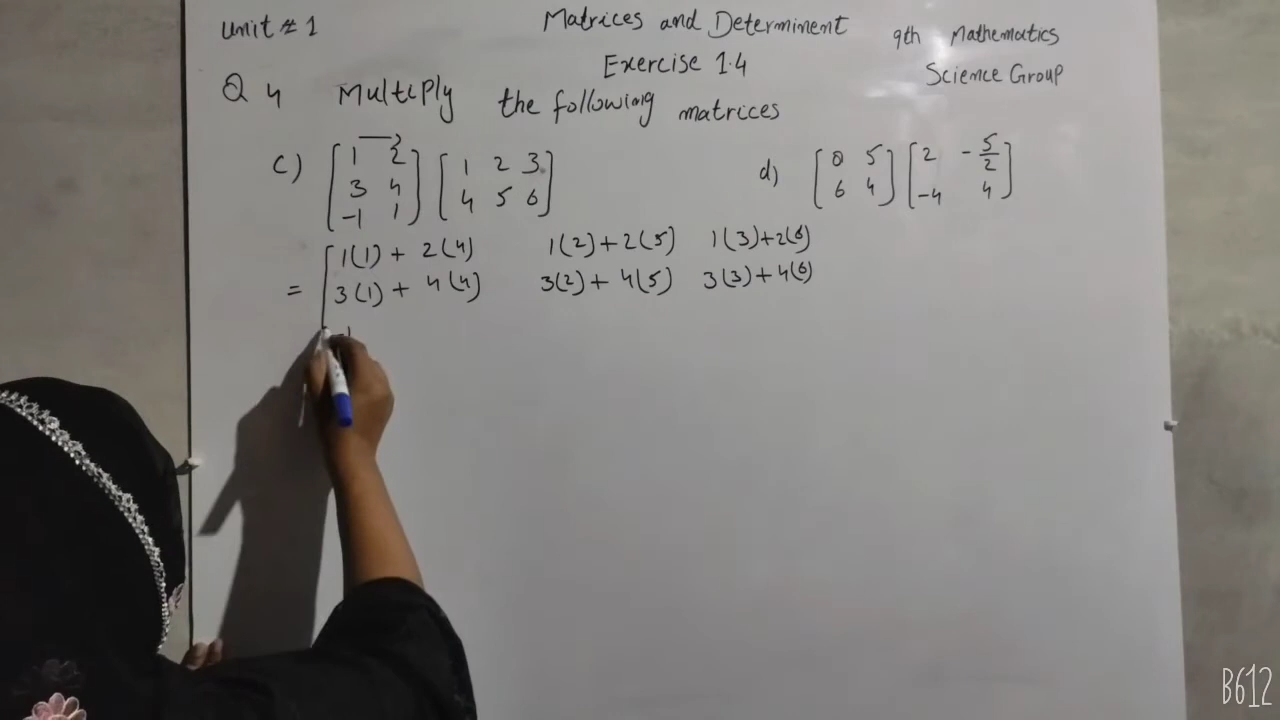 Unit # 1 Matrices and Determinent 9th Mathematics
Exercise 1.4 Science Group
Q 4 Multiply the following matrices
c) [1 2 [1 2 3 d) [0 5 [2 -5/2
3 4 4 5 6] 6 4] -4 4]
-1 1]
= [1(1) + 2(4) 1(2)+2(5) 1(3)+2(6)
3(1) + 4(4) 3(2)+ 4(5) 3(3)+4(6)
-1
B612